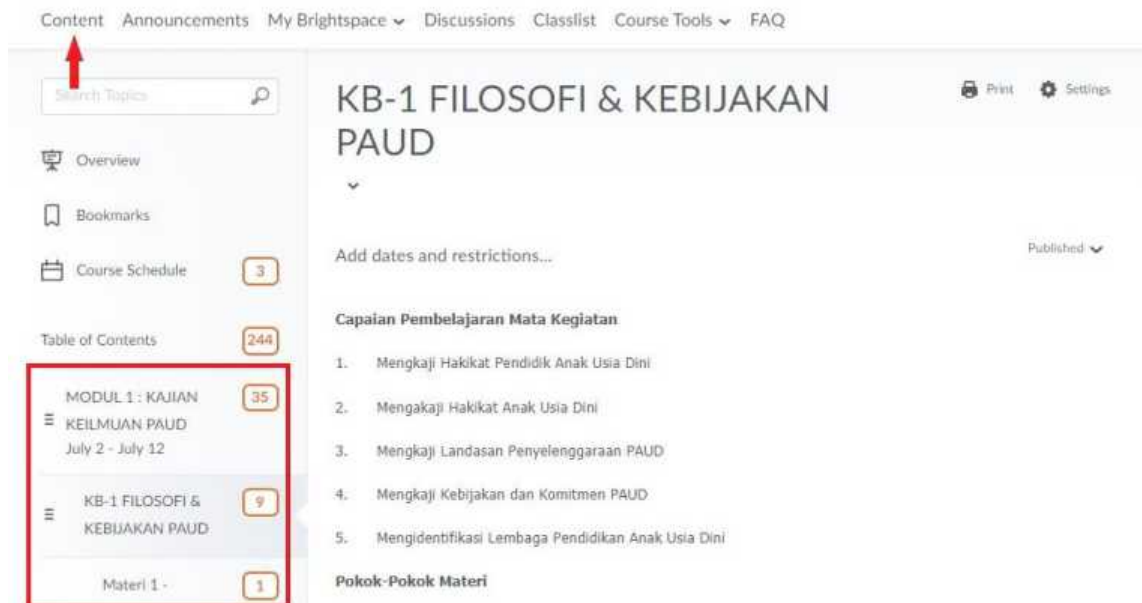 Content Announcements My Brightspace Discussions Classlist Course Tools FAQ
Search Topics
Overview
Bookmarks
Course Schedule 3
Table of Contents 244
MODUL 1 : KAJIAN 35
KEILMUAN PAUD
July 2 - July 12
KB-1 FILOSOFI & 9
KEBIJAKAN PAUD
Materi 1 - 1
KB-1 FILOSOFI & KEBIJAKAN
PAUD
Print Settings
Add dates and restrictions...
Published
Capaian Pembelajaran Mata Kegiatan
1. Mengkaji Hakikat Pendidik Anak Usia Dini
2. Mengakaji Hakikat Anak Usia Dini
3. Mengkaji Landasan Penyelenggaraan PAUD
4. Mengkaji Kebijakan dan Komitmen PAUD
5. Mengidentifikasi Lembaga Pendidikan Anak Usia Dini
Pokok-Pokok Materi